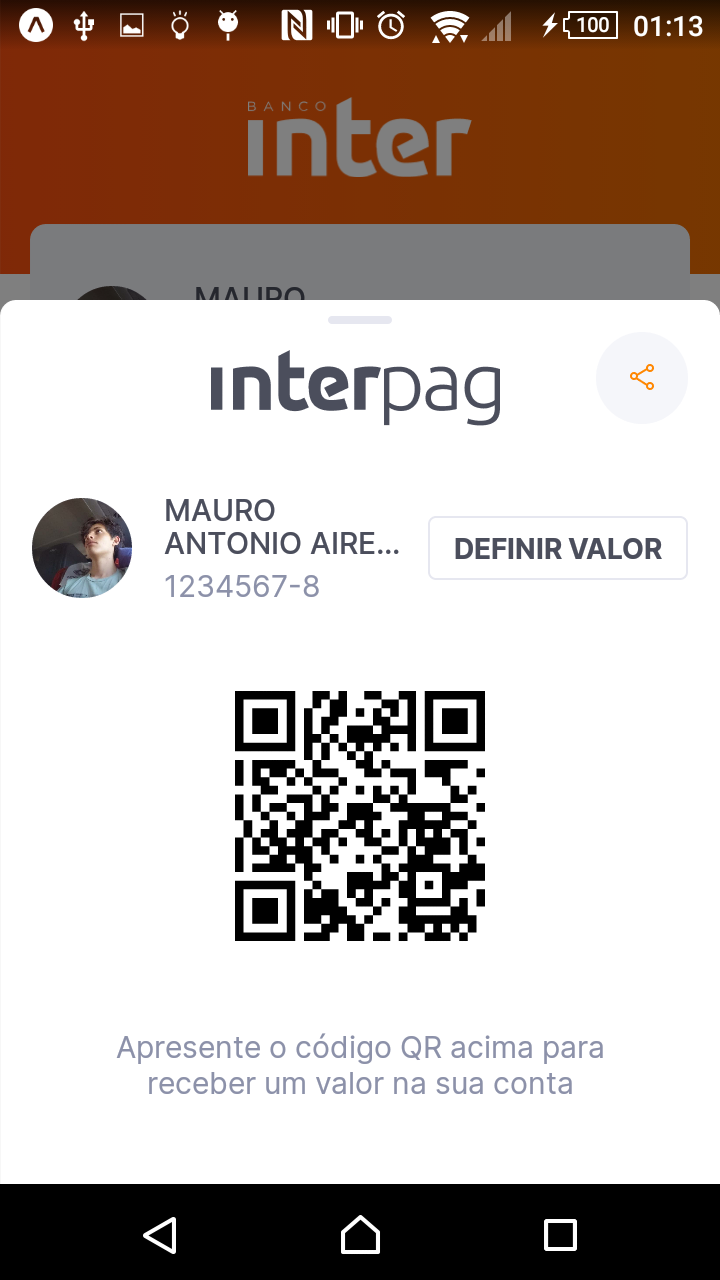 100 01:13
BANCO
inter
MAURO
interpag
MAURO
ANTONIO AIRE...
1234567-8
DEFINIR VALOR
Apresente o código QR acima para
receber um valor na sua conta